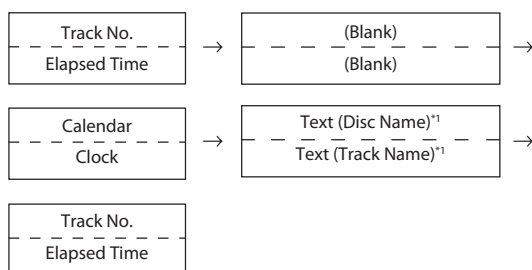 Track No.
Elapsed Time
→
(Blank)
(Blank)
→
Calendar
Clock
→
Text (Disc Name)*1
Text (Track Name)*1
→
Track No.
Elapsed Time